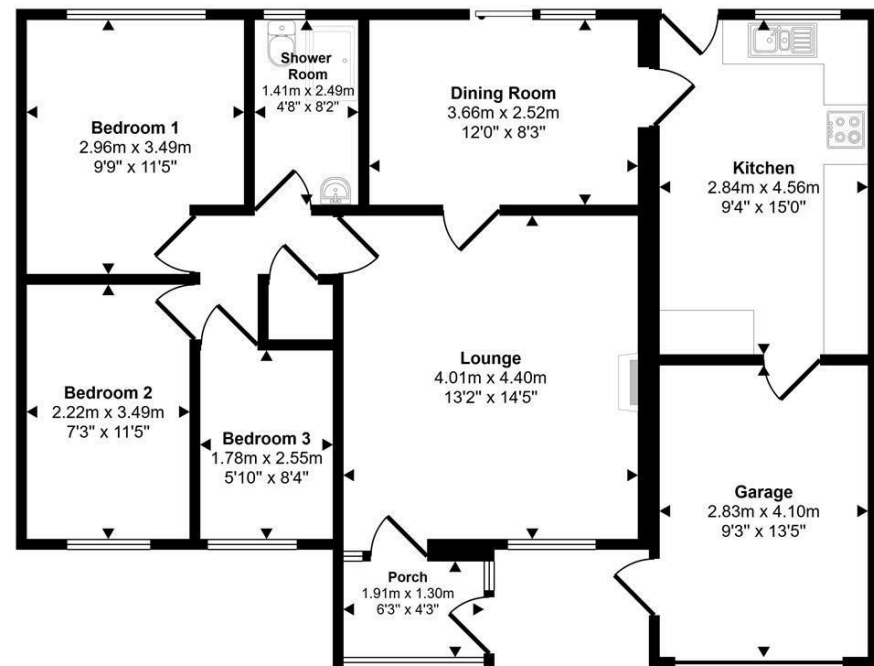 Bedroom 1
2.96m x 3.49m
9'9" x 11'5"
Shower
Room
1.41m x 2.49m
4'8" x 8'2"
Dining Room
3.66m x 2.52m
12'0" x 8'3"
Kitchen
2.84m x 4.56m
9'4" x 15'0"
Bedroom 2
2.22m x 3.49m
7'3" x 11'5"
Bedroom 3
1.78m x 2.55m
5'10" x 8'4"
Lounge
4.01m x 4.40m
13'2" x 14'5"
Garage
2.83m x 4.10m
9'3" x 13'5"
Porch
1.91m x 1.30m
6'3" x 4'3"